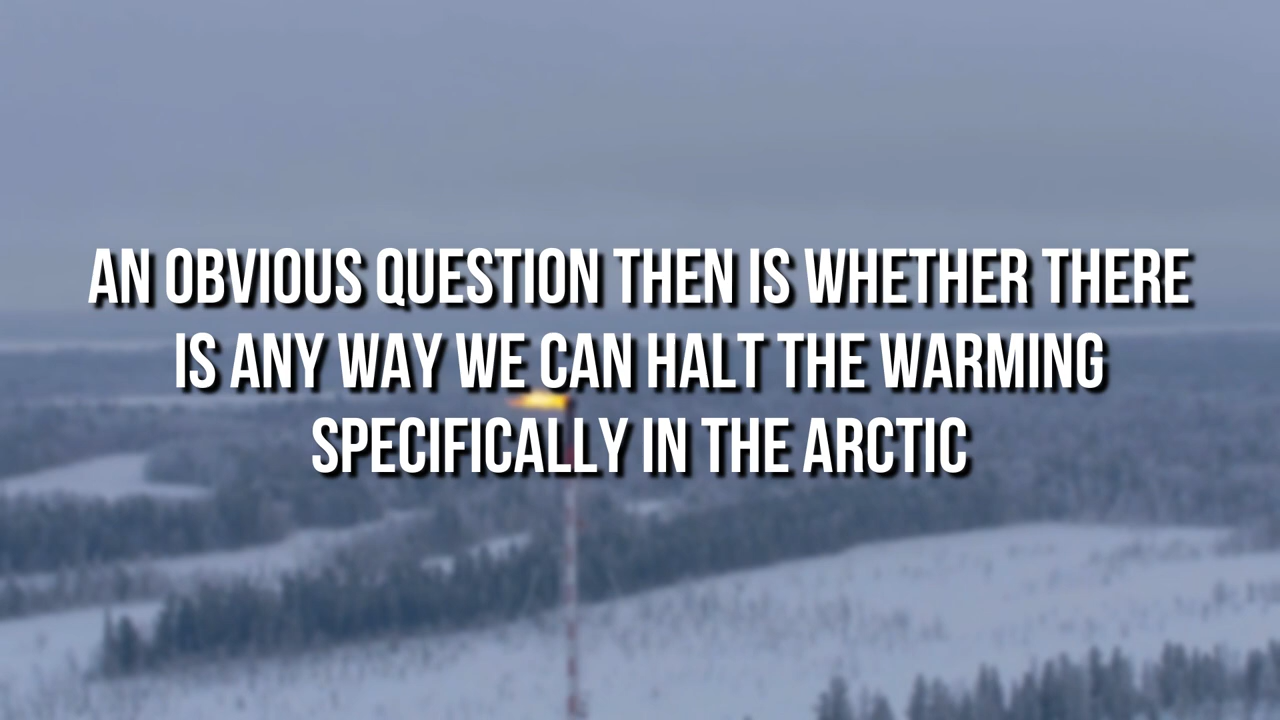 AN OBVIOUS QUESTION THEN IS WHETHER THERE
IS ANY WAY WE CAN HALT THE WARMING
SPECIFICALLY IN THE ARCTIC